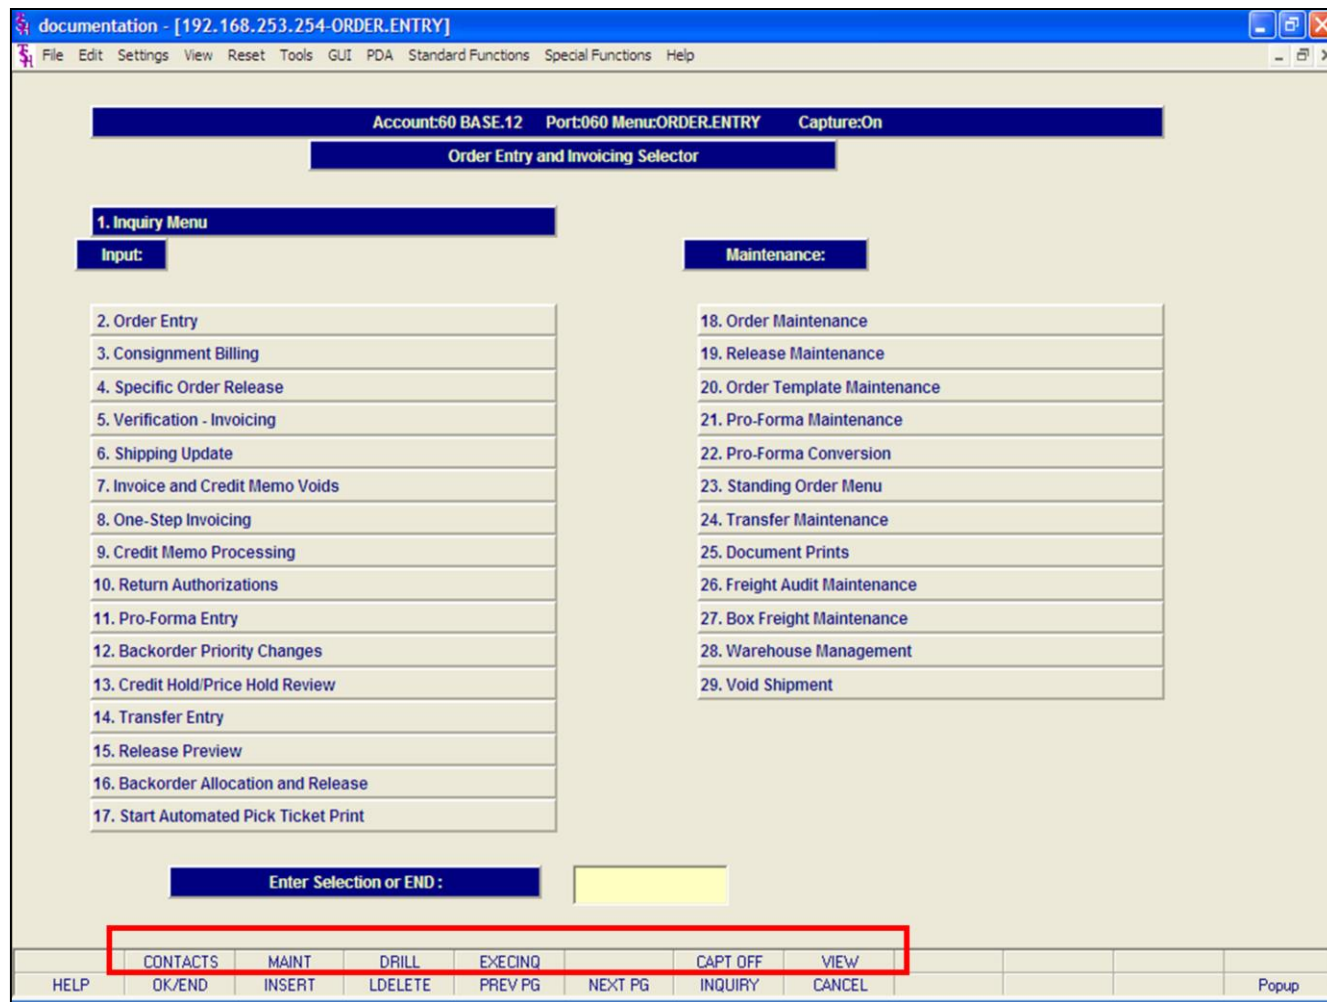 documentation - [192.168.253.254-ORDER.ENTRY]
File Edit Settings View Reset Tools GUI PDA Standard Functions Special Functions Help
Account:60 BASE.12 Port:060 Menu:ORDER.ENTRY Capture:On
Order Entry and Invoicing Selector
1. Inquiry Menu
Input:
2. Order Entry
3. Consignment Billing
4. Specific Order Release
5. Verification - Invoicing
6. Shipping Update
7. Invoice and Credit Memo Voids
8. One-Step Invoicing
9. Credit Memo Processing
10. Return Authorizations
11. Pro-Forma Entry
12. Backorder Priority Changes
13. Credit Hold/Price Hold Review
14. Transfer Entry
15. Release Preview
16. Backorder Allocation and Release
17. Start Automated Pick Ticket Print
Maintenance:
18. Order Maintenance
19. Release Maintenance
20. Order Template Maintenance
21. Pro-Forma Maintenance
22. Pro-Forma Conversion
23. Standing Order Menu
24. Transfer Maintenance
25. Document Prints
26. Freight Audit Maintenance
27. Box Freight Maintenance
28. Warehouse Management
29. Void Shipment
Enter Selection or END :
CONTACTS MAINT DRILL EXECINQ CAPT OFF VIEW
HELP OK/END INSERT LDELETE PREV PG NEXT PG INQUIRY CANCEL Popup